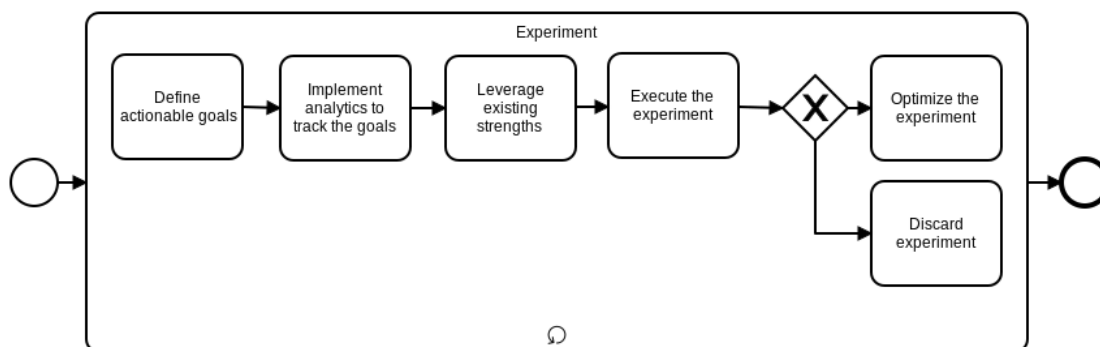 Experiment
Define
actionable goals
Implement
analytics to
track the goals
Leverage
existing
strengths
Execute the
experiment
X
Optimize the
experiment
Discard
experiment